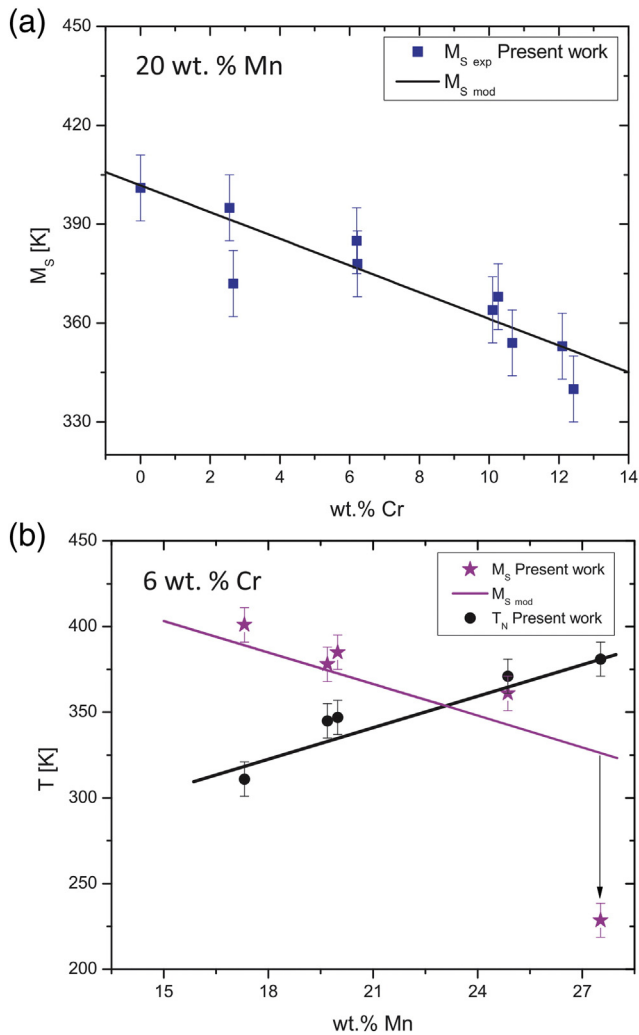 (a)
20 wt. % Mn
M_S exp Present work
M_S mod
450
420
390
360
330
M_S [K]
0 2 4 6 8 10 12 14
wt.% Cr
(b)
6 wt. % Cr
M_S Present work
M_S mod
T_N Present work
450
400
350
300
250
200
T [K]
15 18 21 24 27
wt.% Mn